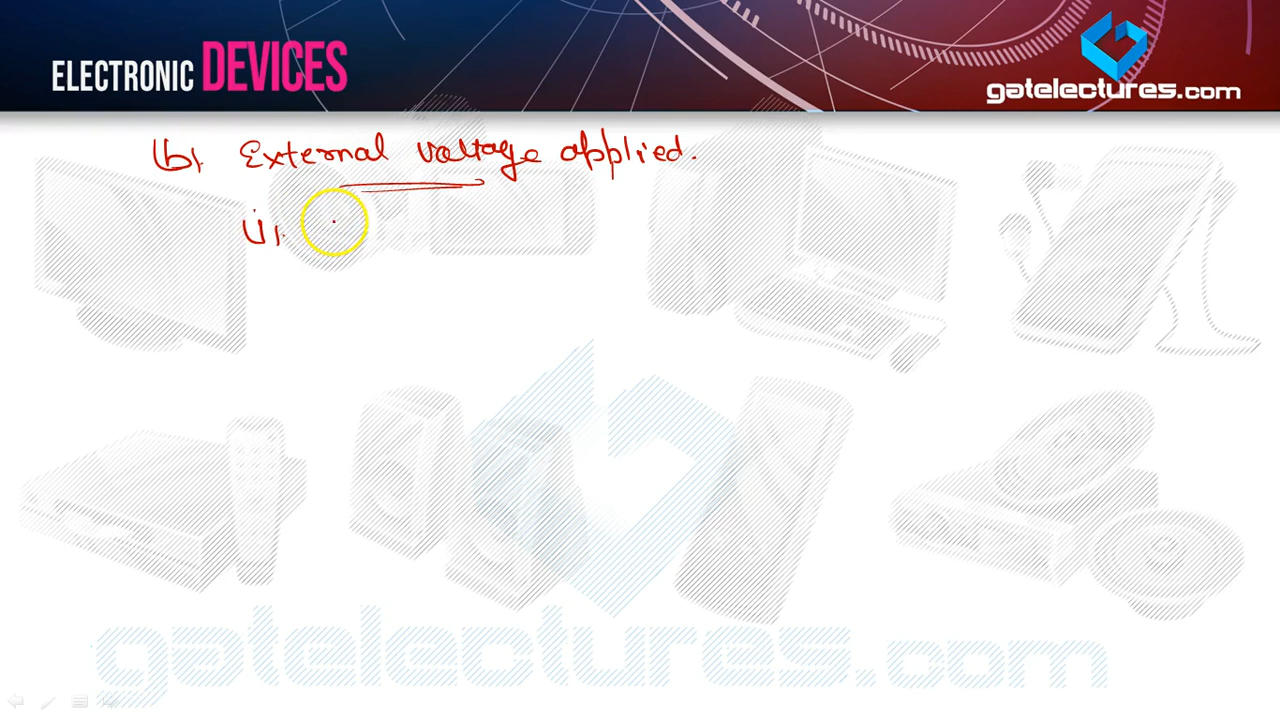 ELECTRONIC DEVICES
gatelectures.com
(b). External voltage applied.
(i).
gatelectures.com